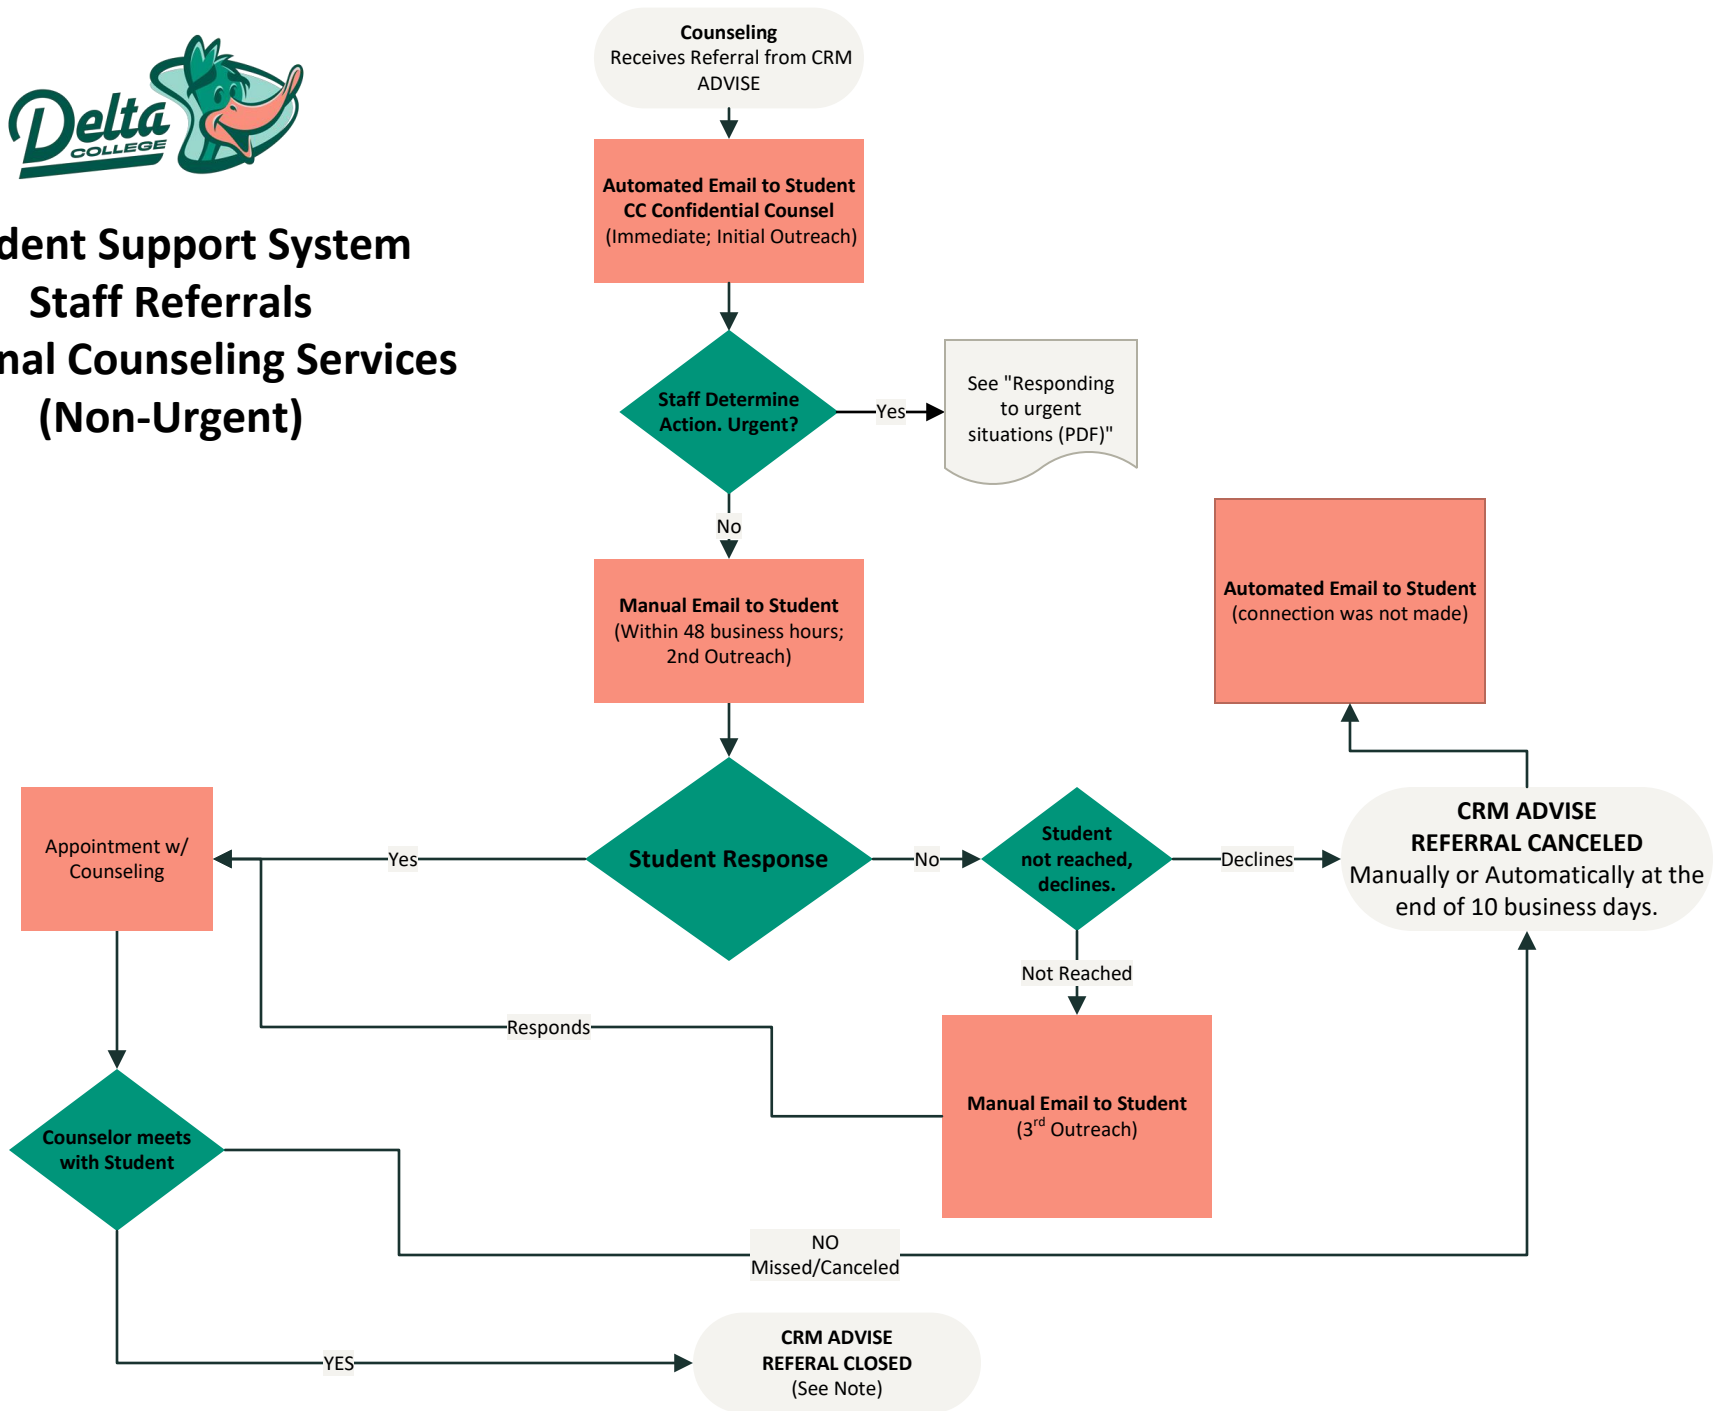 Delta
COLLEGE
dent Support System
Staff Referrals
nal Counseling Services
(Non-Urgent)
Counseling
Receives Referral from CRM
ADVISE
Automated Email to Student
CC Confidential Counsel
(Immediate; Initial Outreach)
Staff Determine
Action. Urgent?
Yes
See "Responding
to urgent
situations (PDF)"
No
Manual Email to Student
(Within 48 business hours;
2nd Outreach)
Automated Email to Student
(connection was not made)
Appointment w/
Counseling
Yes
Student Response
No
Student
not reached,
declines.
Declines
CRM ADVISE
REFERRAL CANCELED
Manually or Automatically at the
end of 10 business days.
Not Reached
Responds
Manual Email to Student
(3rd Outreach)
Counselor meets
with Student
NO
Missed/Canceled
YES
CRM ADVISE
REFERAL CLOSED
(See Note)